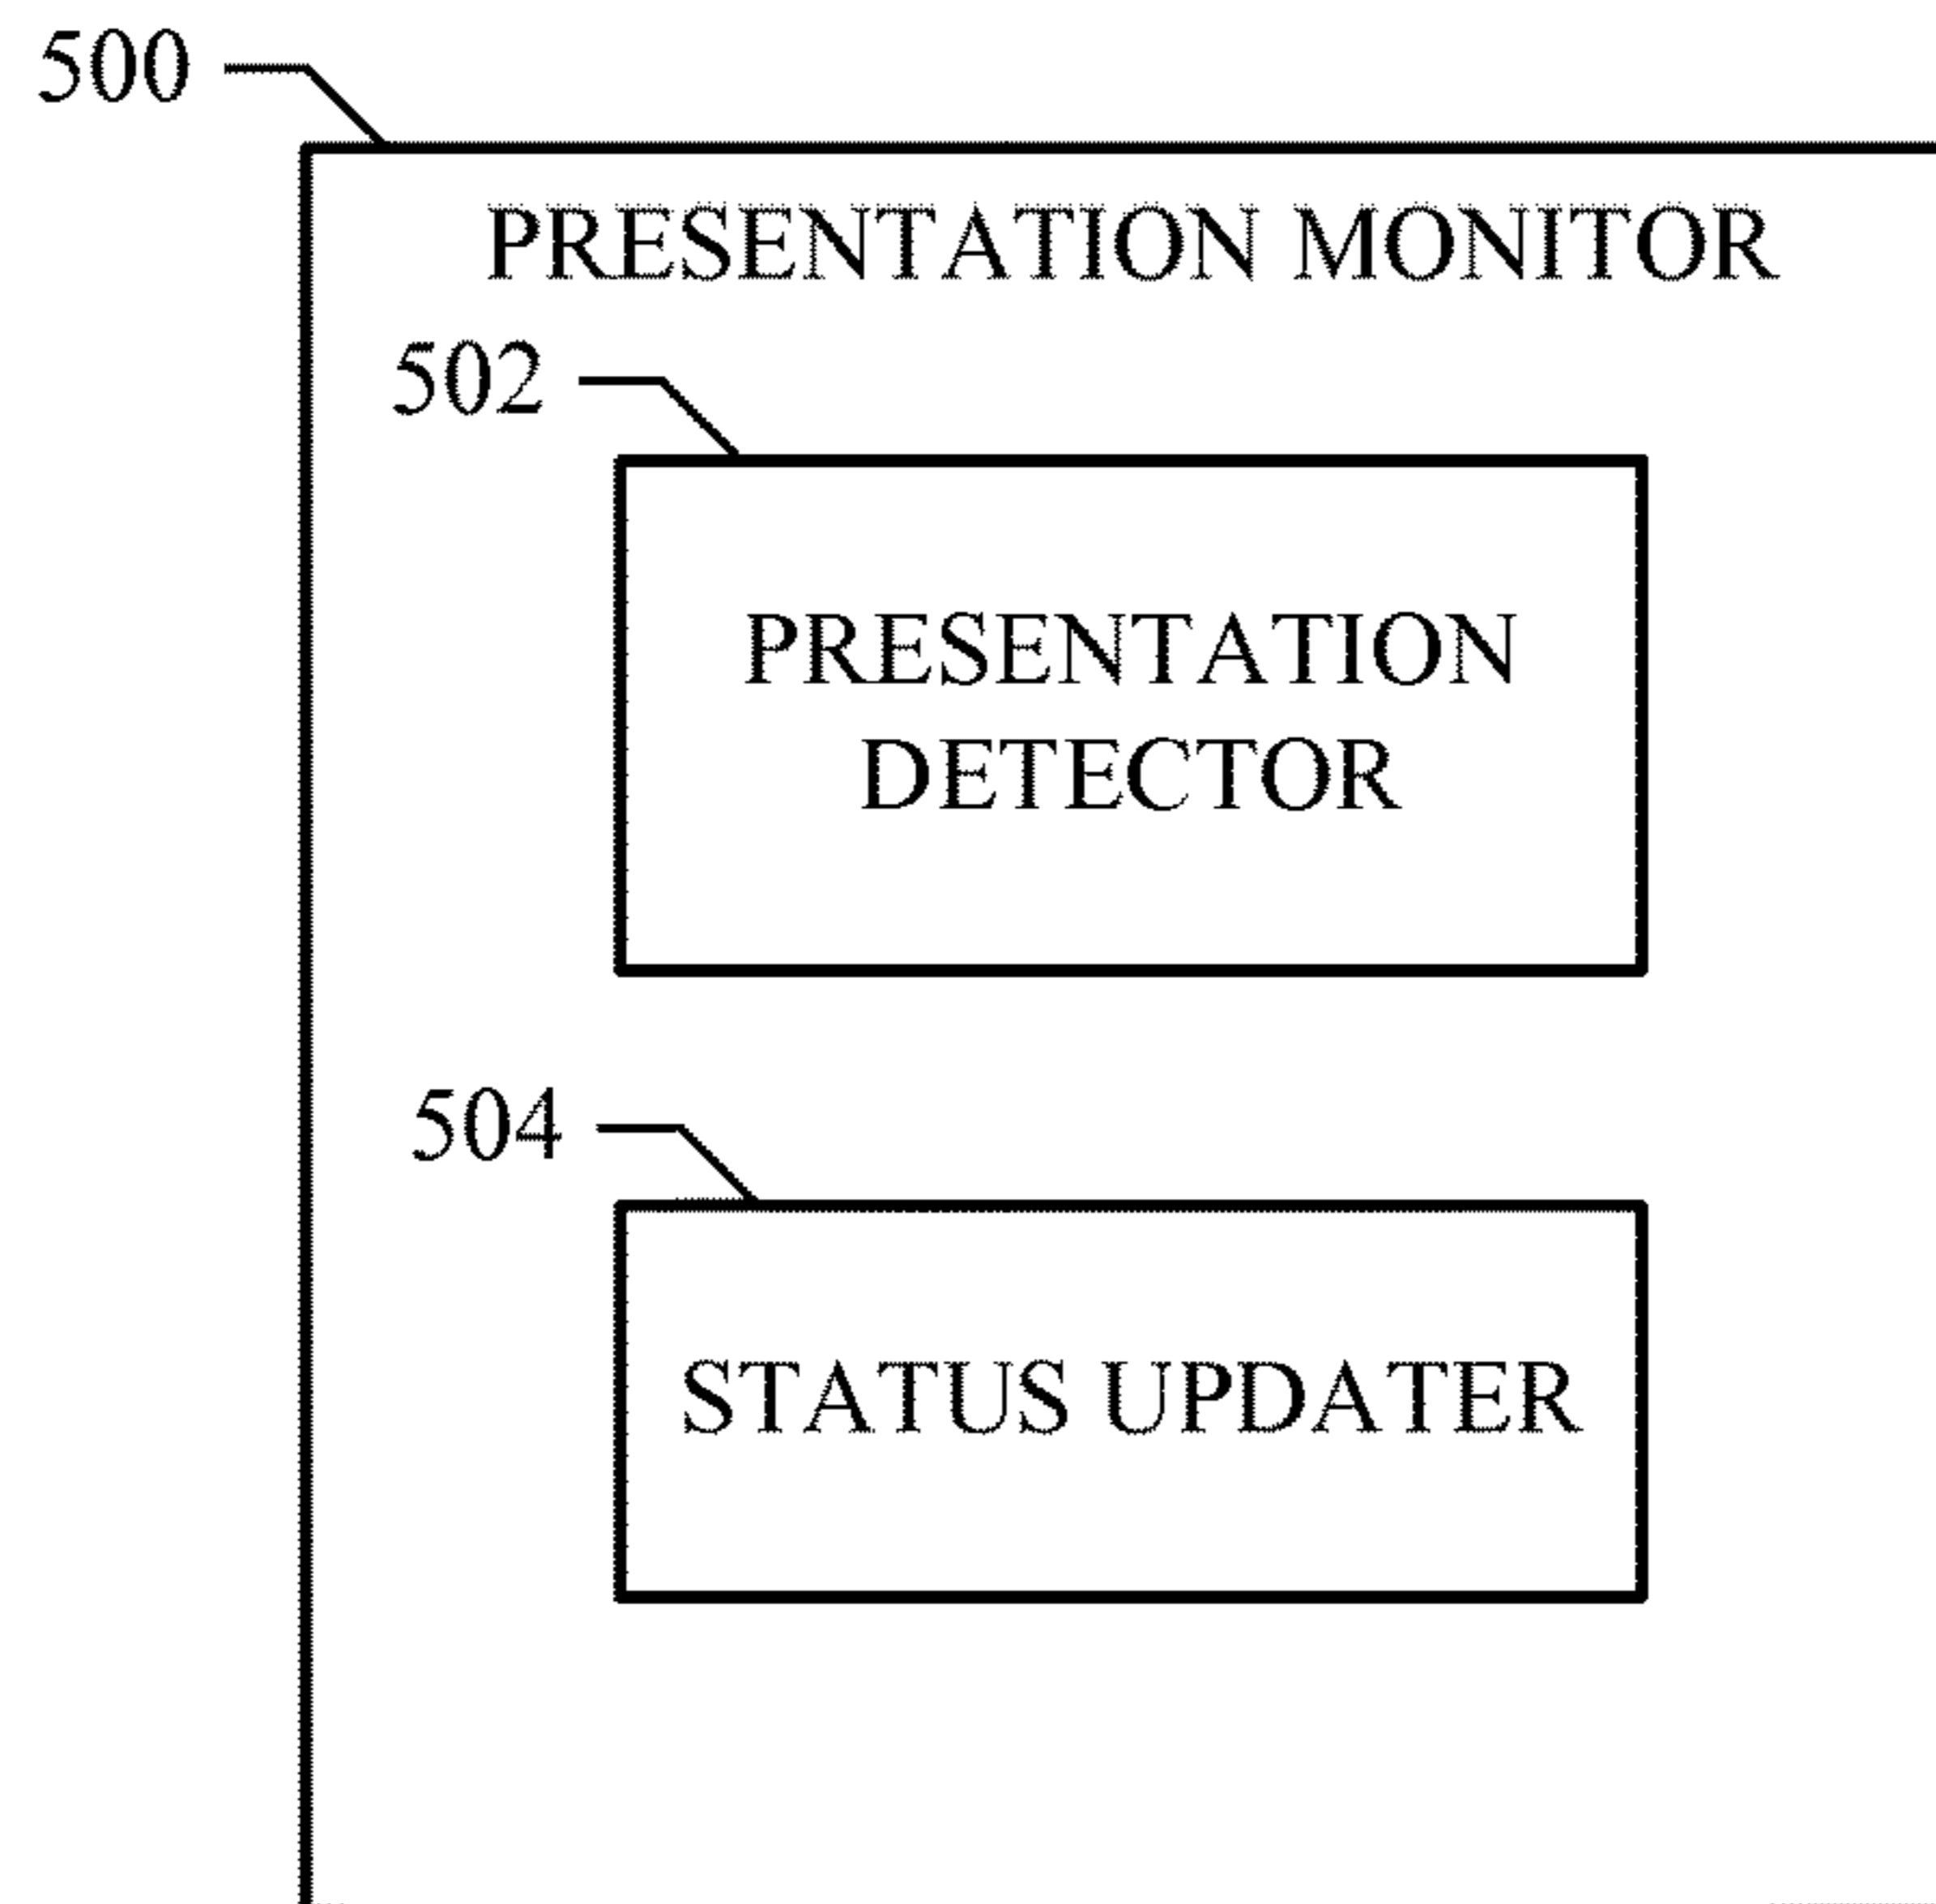 500
PRESENTATION MONITOR
502
PRESENTATION
DETECTOR
504
STATUS UPDATER